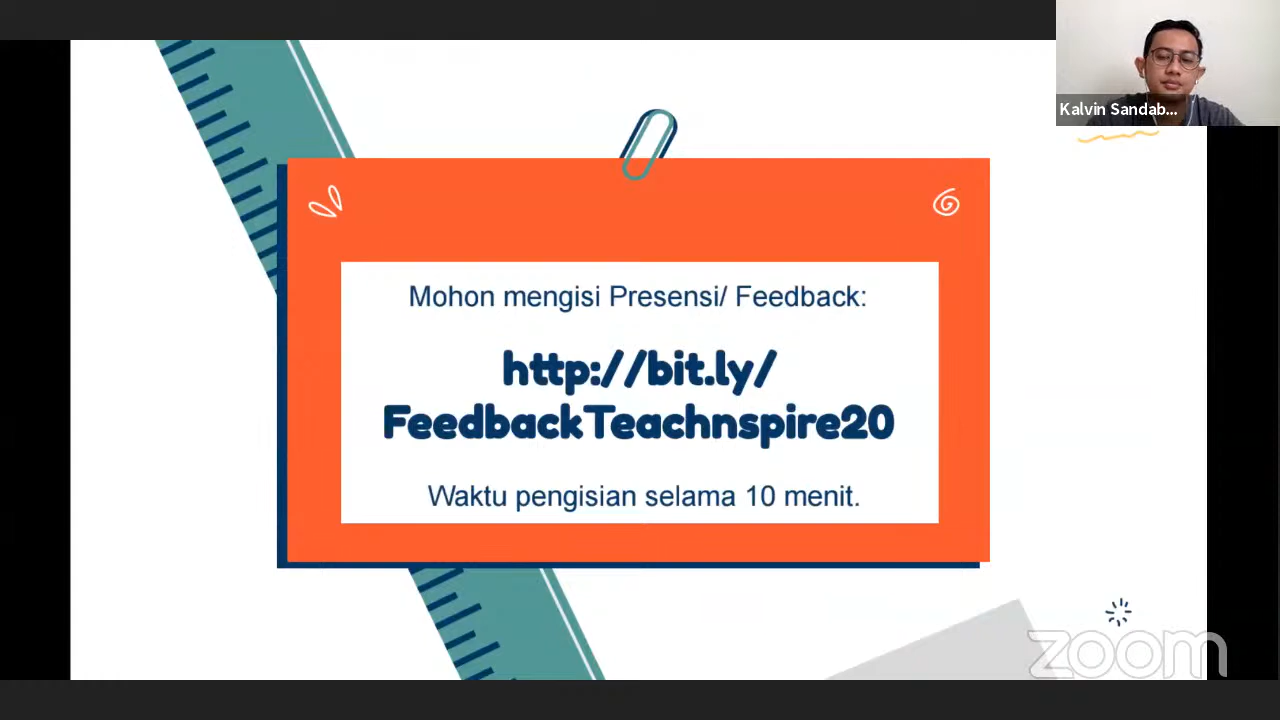 Kalvin Sandab...
Mohon mengisi Presensi/ Feedback:
http://bit.ly/
FeedbackTeachnspire20
Waktu pengisian selama 10 menit.
zoom